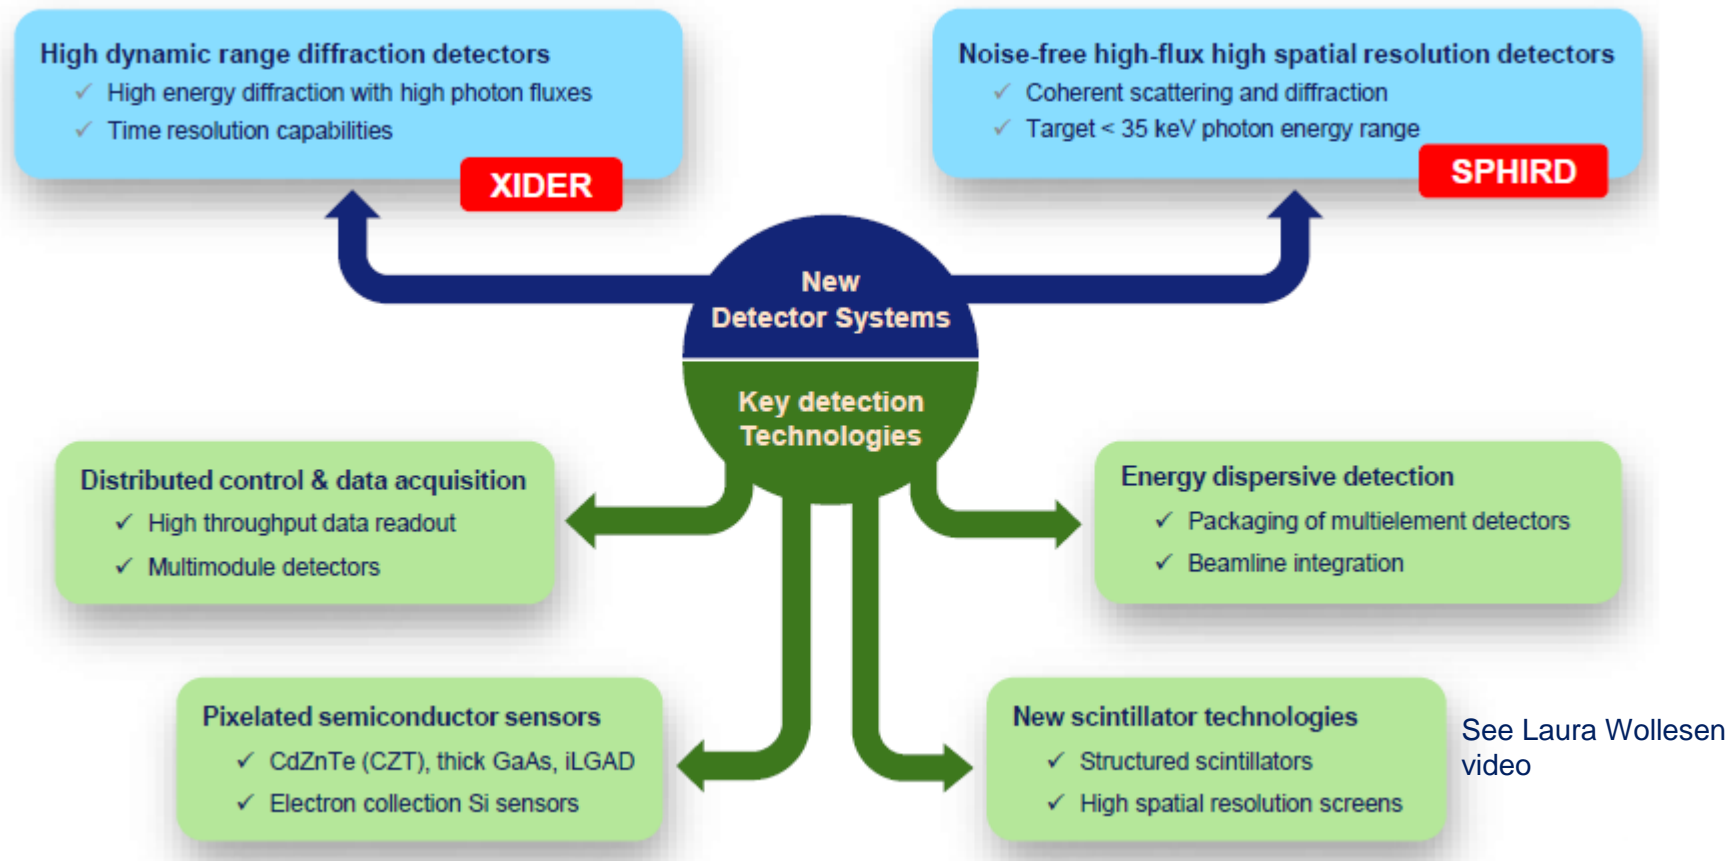 High dynamic range diffraction detectors
✓ High energy diffraction with high photon fluxes
✓ Time resolution capabilities
XIDER
Noise-free high-flux high spatial resolution detectors
✓ Coherent scattering and diffraction
✓ Target < 35 keV photon energy range
SPHIRD
New
Detector Systems
Key detection
Technologies
Distributed control & data acquisition
✓ High throughput data readout
✓ Multimodule detectors
Energy dispersive detection
✓ Packaging of multielement detectors
✓ Beamline integration
Pixelated semiconductor sensors
✓ CdZnTe (CZT), thick GaAs, iLGAD
✓ Electron collection Si sensors
New scintillator technologies
✓ Structured scintillators
✓ High spatial resolution screens
See Laura Wollesen
video